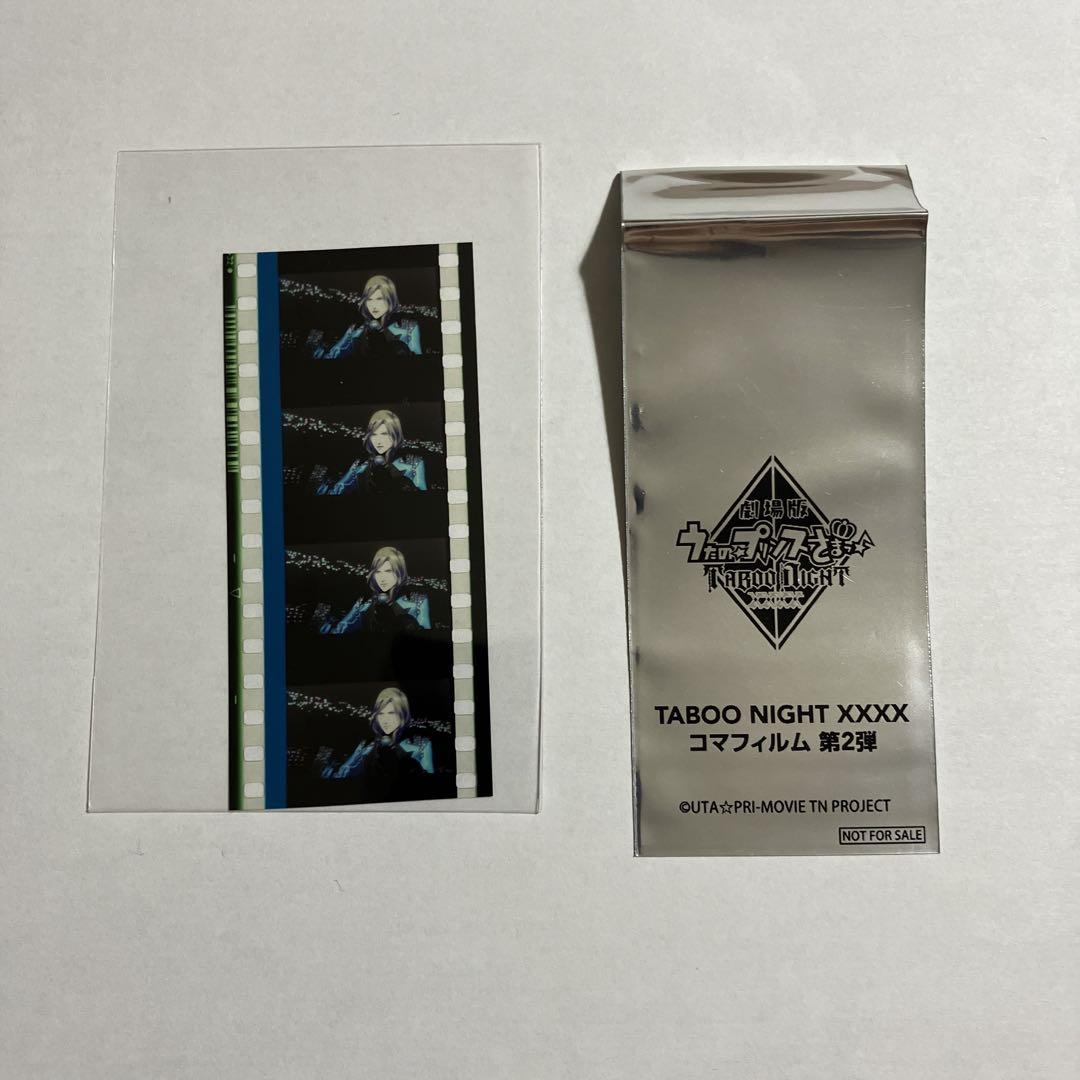 劇場版
うたの☆プリンスさまっ♪
TABOO NIGHT
XXXX
TABOO NIGHT XXXX
コマフィルム 第2弾
©UTA☆PRI-MOVIE TN PROJECT
NOT FOR SALE